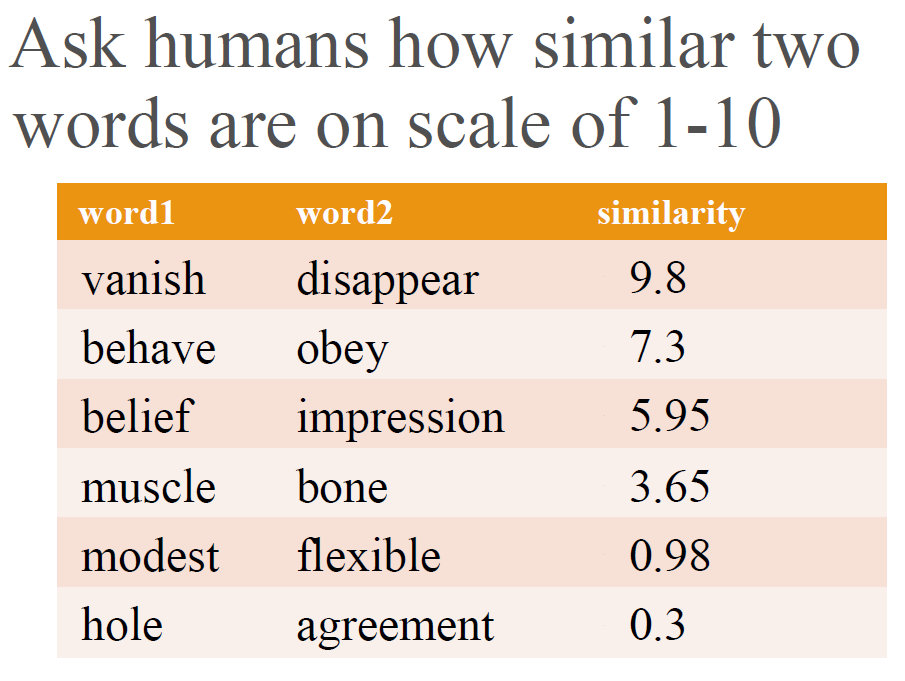 Ask humans how similar two
words are on scale of 1-10
word1 word2 similarity
vanish disappear 9.8
behave obey 7.3
belief impression 5.95
muscle bone 3.65
modest flexible 0.98
hole agreement 0.3